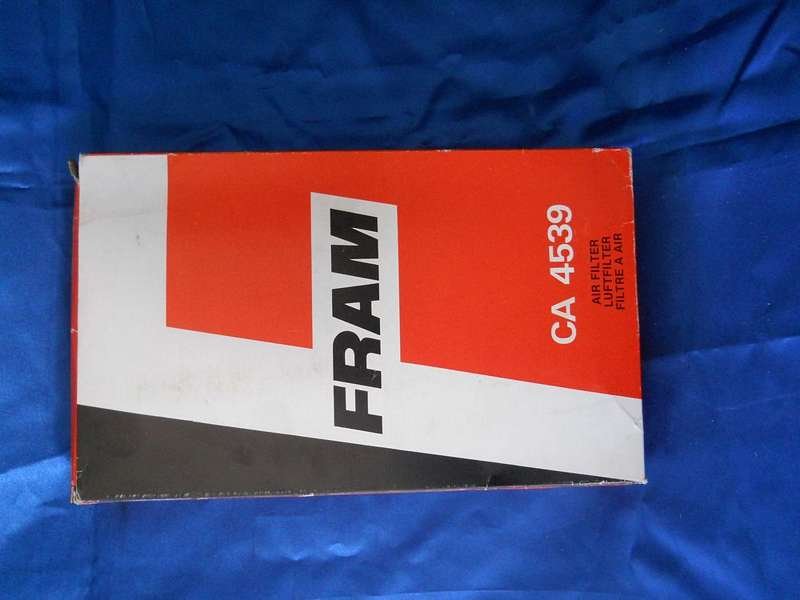 FRAM
CA 4539
AIR FILTER
LUFTFILTER
FILTRE A AIR